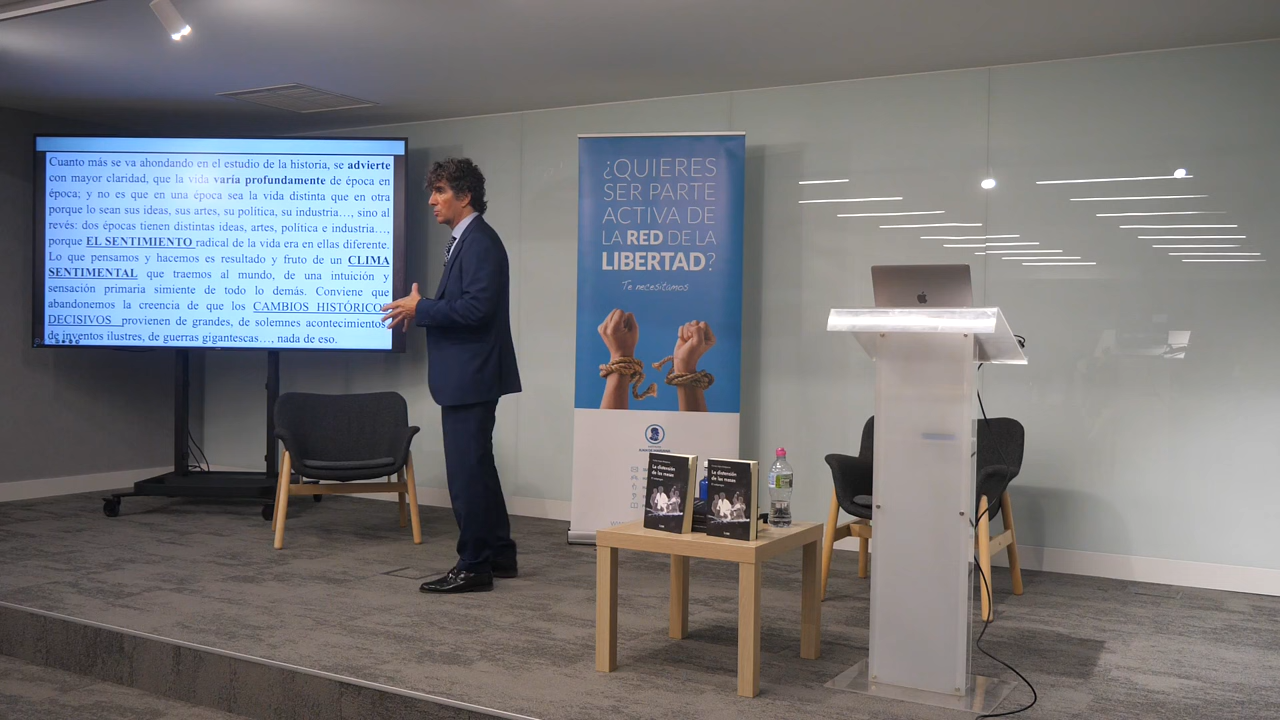 Cuanto más se va ahondando en el estudio de la historia, se advierte
con mayor claridad, que la vida varía profundamente de época en
época; y no es que en una época sea la vida distinta que en otra
porque lo sean sus ideas, sus artes, su política, su industria…, sino al
revés: dos épocas tienen distintas ideas, artes, política e industria…,
porque EL SENTIMIENTO radical de la vida era en ellas diferente.
Lo que pensamos y hacemos es resultado y fruto de un CLIMA
SENTIMENTAL que traemos al mundo, de una intuición y
sensación primaria simiente de todo lo demás. Conviene que
abandonemos la creencia de que los CAMBIOS HISTÓRICOS
DECISIVOS provienen de grandes, de solemnes acontecimientos,
de inventos ilustres, de guerras gigantescas…, nada de eso.
¿QUIERES
SER PARTE
ACTIVA DE
LA RED DE LA
LIBERTAD?
Te necesitamos
La distensión
de las masas
La distensión
de las masas